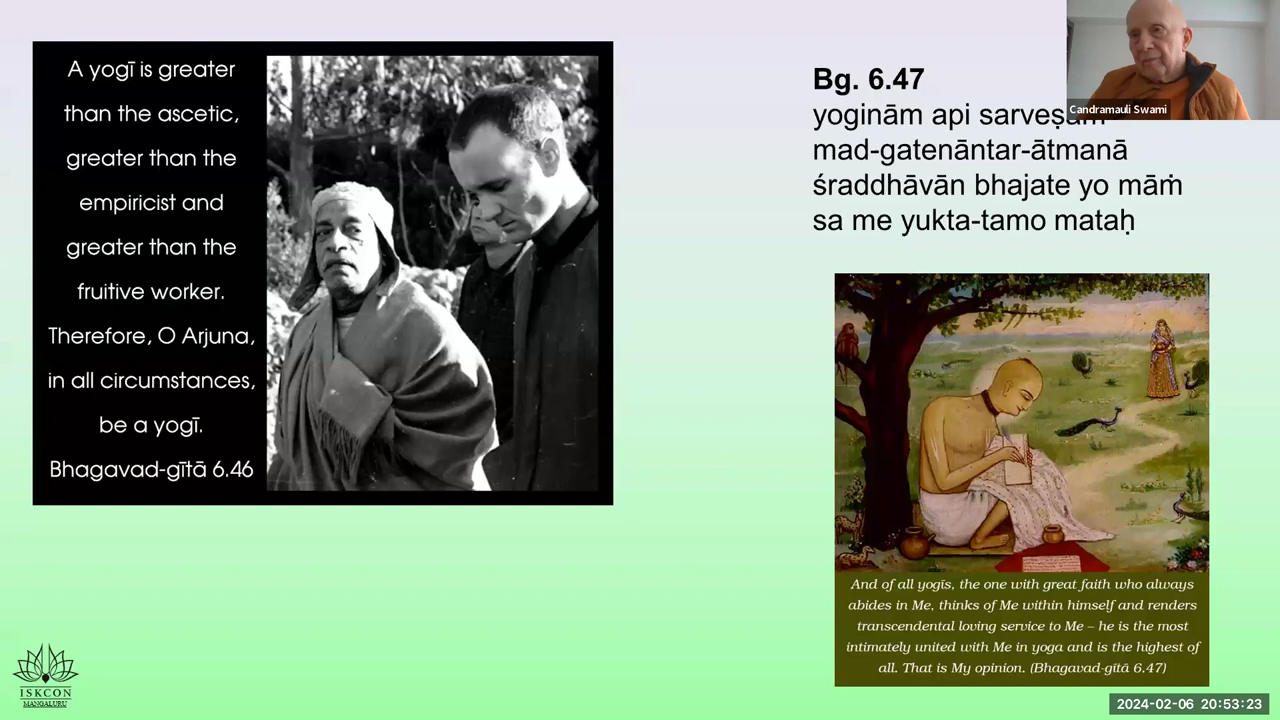 A yogī is greater
than the ascetic,
greater than the
empiricist and
greater than the
fruitive worker.
Therefore, O Arjuna,
in all circumstances,
be a yogī.
Bhagavad-gītā 6.46
Bg. 6.47
yoginām api sarveṣām
mad-gatenāntar-ātmanā
śraddhāvān bhajate yo māṁ
sa me yukta-tamo mataḥ
Candramauli Swami
And of all yogīs, the one with great faith who always
abides in Me, thinks of Me within himself and renders
transcendental loving service to Me – he is the most
intimately united with Me in yoga and is the highest of
all. That is My opinion. (Bhagavad-gītā 6.47)
ISKCON
MANGALURU
2024-02-06 20:53:23